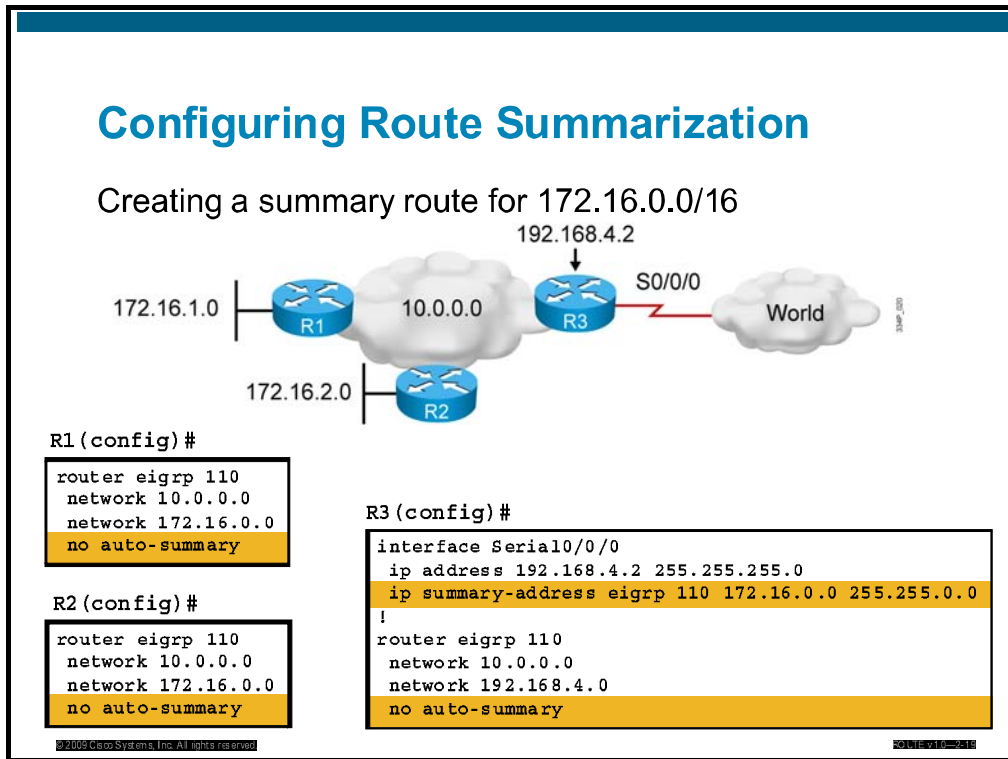 Configuring Route Summarization
Creating a summary route for 172.16.0.0/16
192.168.4.2
S0/0/0
172.16.1.0
R1
10.0.0.0
R3
World
334P_020
172.16.2.0
R2
R1(config)#
router eigrp 110
network 10.0.0.0
network 172.16.0.0
no auto-summary
R2(config)#
router eigrp 110
network 10.0.0.0
network 172.16.0.0
no auto-summary
R3(config)#
interface Serial0/0/0
ip address 192.168.4.2 255.255.255.0
ip summary-address eigrp 110 172.16.0.0 255.255.0.0
!
router eigrp 110
network 10.0.0.0
network 192.168.4.0
no auto-summary
© 2009 Cisco Systems, Inc. All rights reserved.
ROUTE v1.0—2-19